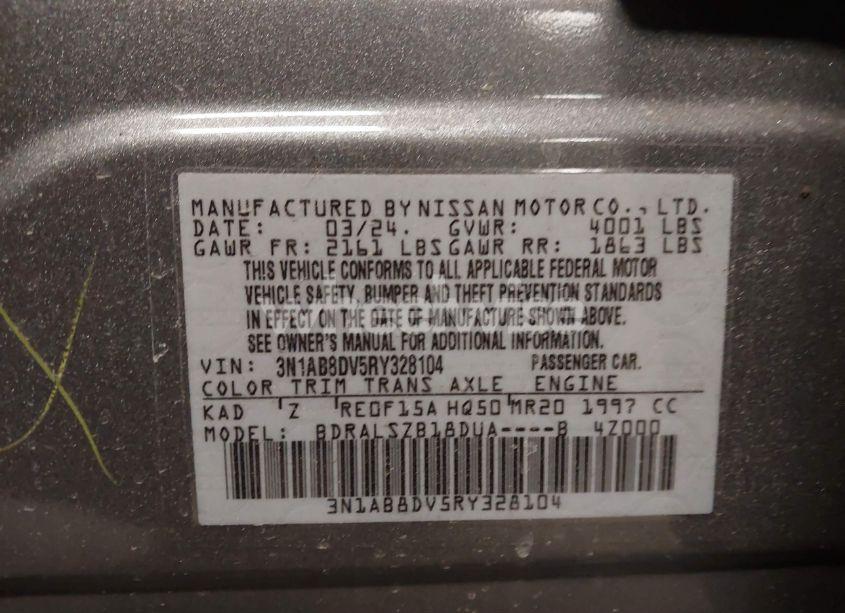 MANUFACTURED BY NISSAN MOTOR CO., LTD.
DATE: 03/24. GVWR: 4001 LBS
GAWR FR: 2161 LBS GAWR RR: 1863 LBS
THIS VEHICLE CONFORMS TO ALL APPLICABLE FEDERAL MOTOR
VEHICLE SAFETY, BUMPER AND THEFT PREVENTION STANDARDS
IN EFFECT ON THE DATE OF MANUFACTURE SHOWN ABOVE.
SEE OWNER'S MANUAL FOR ADDITIONAL INFORMATION.
VIN: 3N1AB8DV5RY328104 PASSENGER CAR.
COLOR TRIM TRANS AXLE ENGINE
KAD Z RE0F15A HQ50 MR20 1997 CC
MODEL: BDRALSZB18DUA----B 4Z000
3N1AB8DV5RY328104